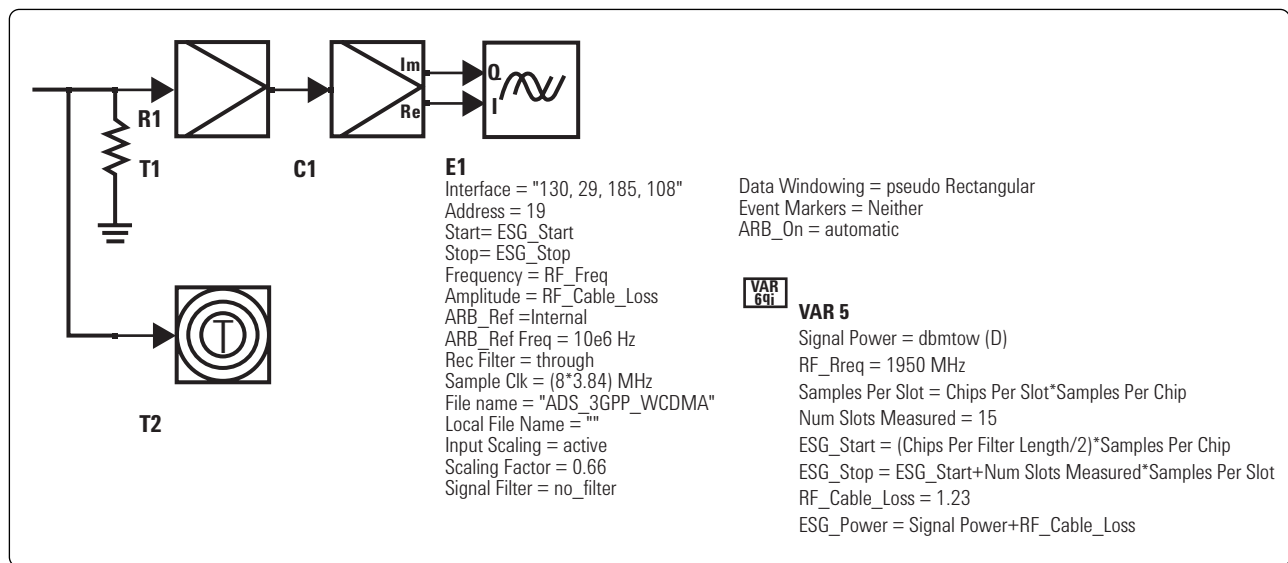 Im
Q
R1
Re
I
T1
C1
E1
Interface = "130, 29, 185, 108"
Address = 19
Start= ESG_Start
Stop= ESG_Stop
Frequency = RF_Freq
Amplitude = RF_Cable_Loss
ARB_Ref =Internal
ARB_Ref Freq = 10e6 Hz
Rec Filter = through
Sample Clk = (8*3.84) MHz
File name = "ADS_3GPP_WCDMA"
Local File Name = ""
Input Scaling = active
Scaling Factor = 0.66
Signal Filter = no_filter
Data Windowing = pseudo Rectangular
Event Markers = Neither
ARB_On = automatic
T
T2
VAR
6qi
VAR 5
Signal Power = dbmtow (D)
RF_Rreq = 1950 MHz
Samples Per Slot = Chips Per Slot*Samples Per Chip
Num Slots Measured = 15
ESG_Start = (Chips Per Filter Length/2)*Samples Per Chip
ESG_Stop = ESG_Start+Num Slots Measured*Samples Per Slot
RF_Cable_Loss = 1.23
ESG_Power = Signal Power+RF_Cable_Loss